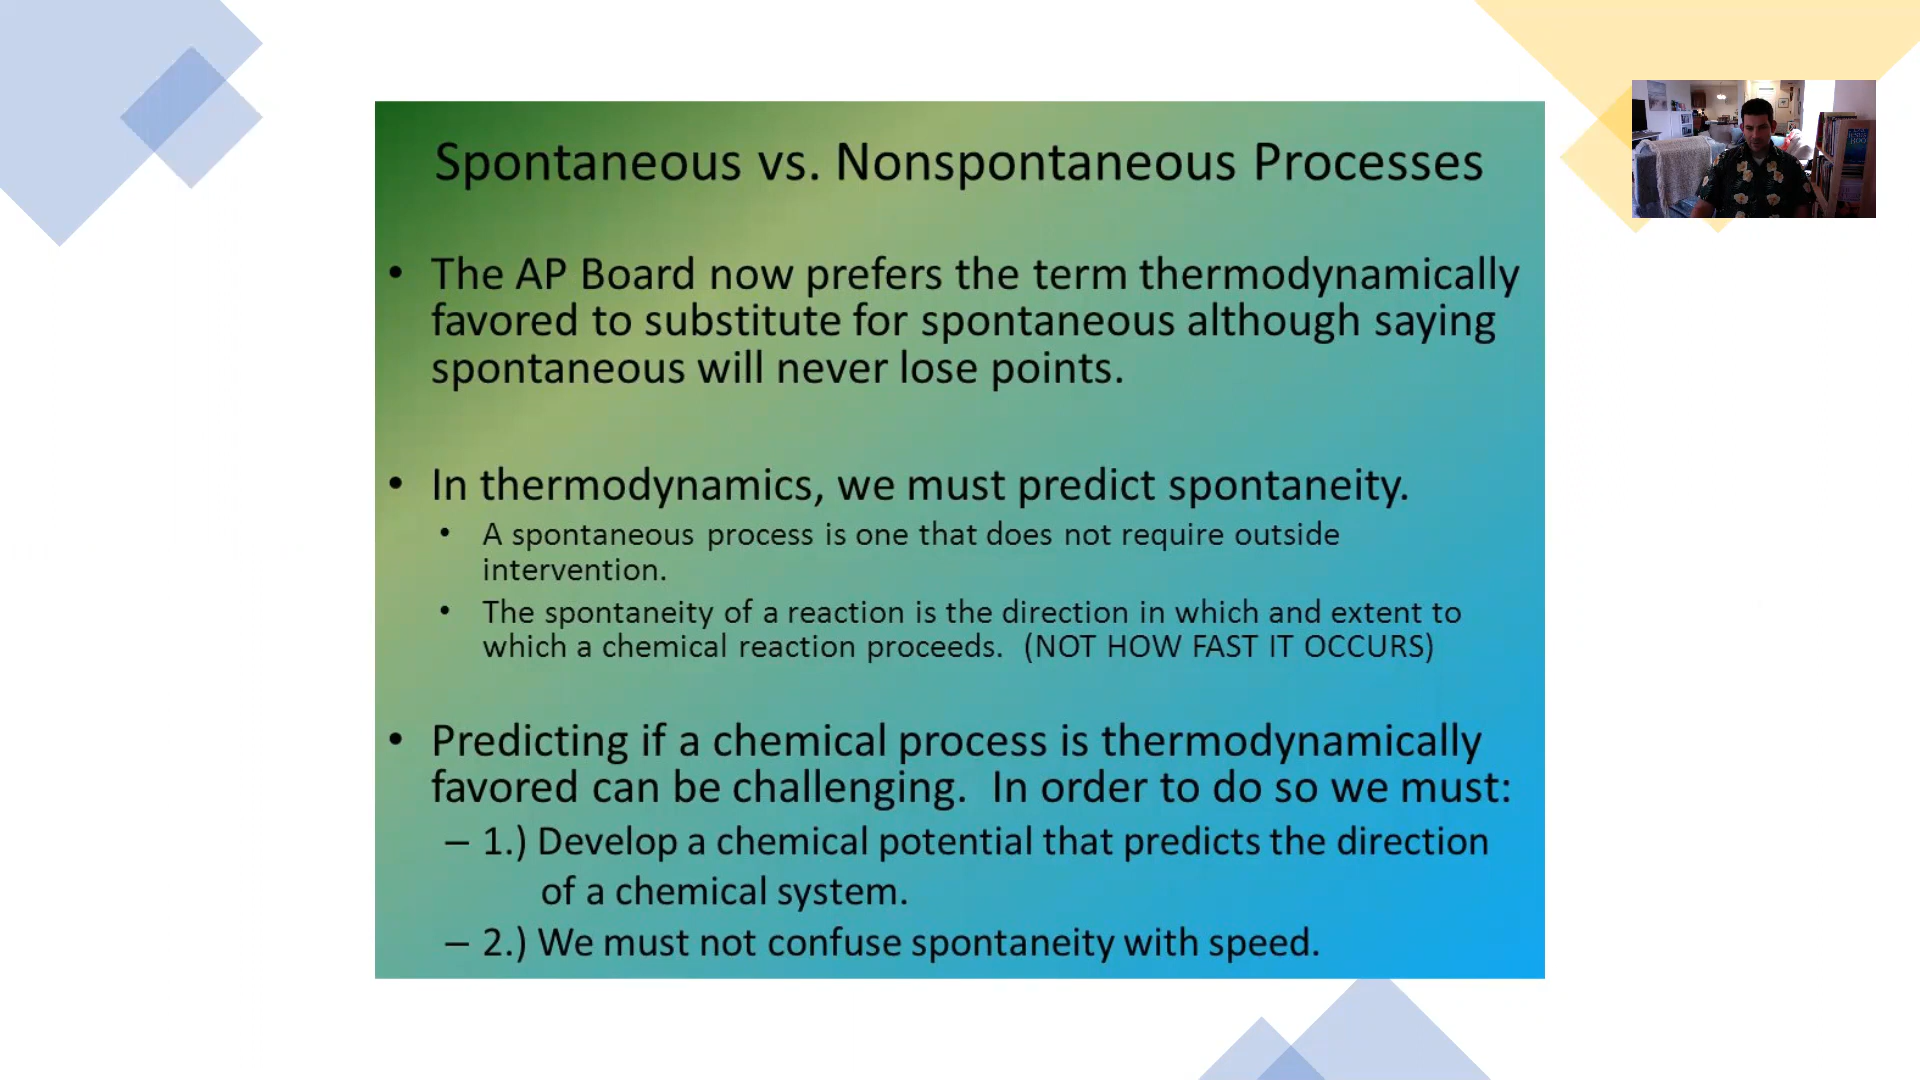 Spontaneous vs. Nonspontaneous Processes
• The AP Board now prefers the term thermodynamically
favored to substitute for spontaneous although saying
spontaneous will never lose points.
• In thermodynamics, we must predict spontaneity.
• A spontaneous process is one that does not require outside
intervention.
• The spontaneity of a reaction is the direction in which and extent to
which a chemical reaction proceeds. (NOT HOW FAST IT OCCURS)
• Predicting if a chemical process is thermodynamically
favored can be challenging. In order to do so we must:
– 1.) Develop a chemical potential that predicts the direction
of a chemical system.
– 2.) We must not confuse spontaneity with speed.